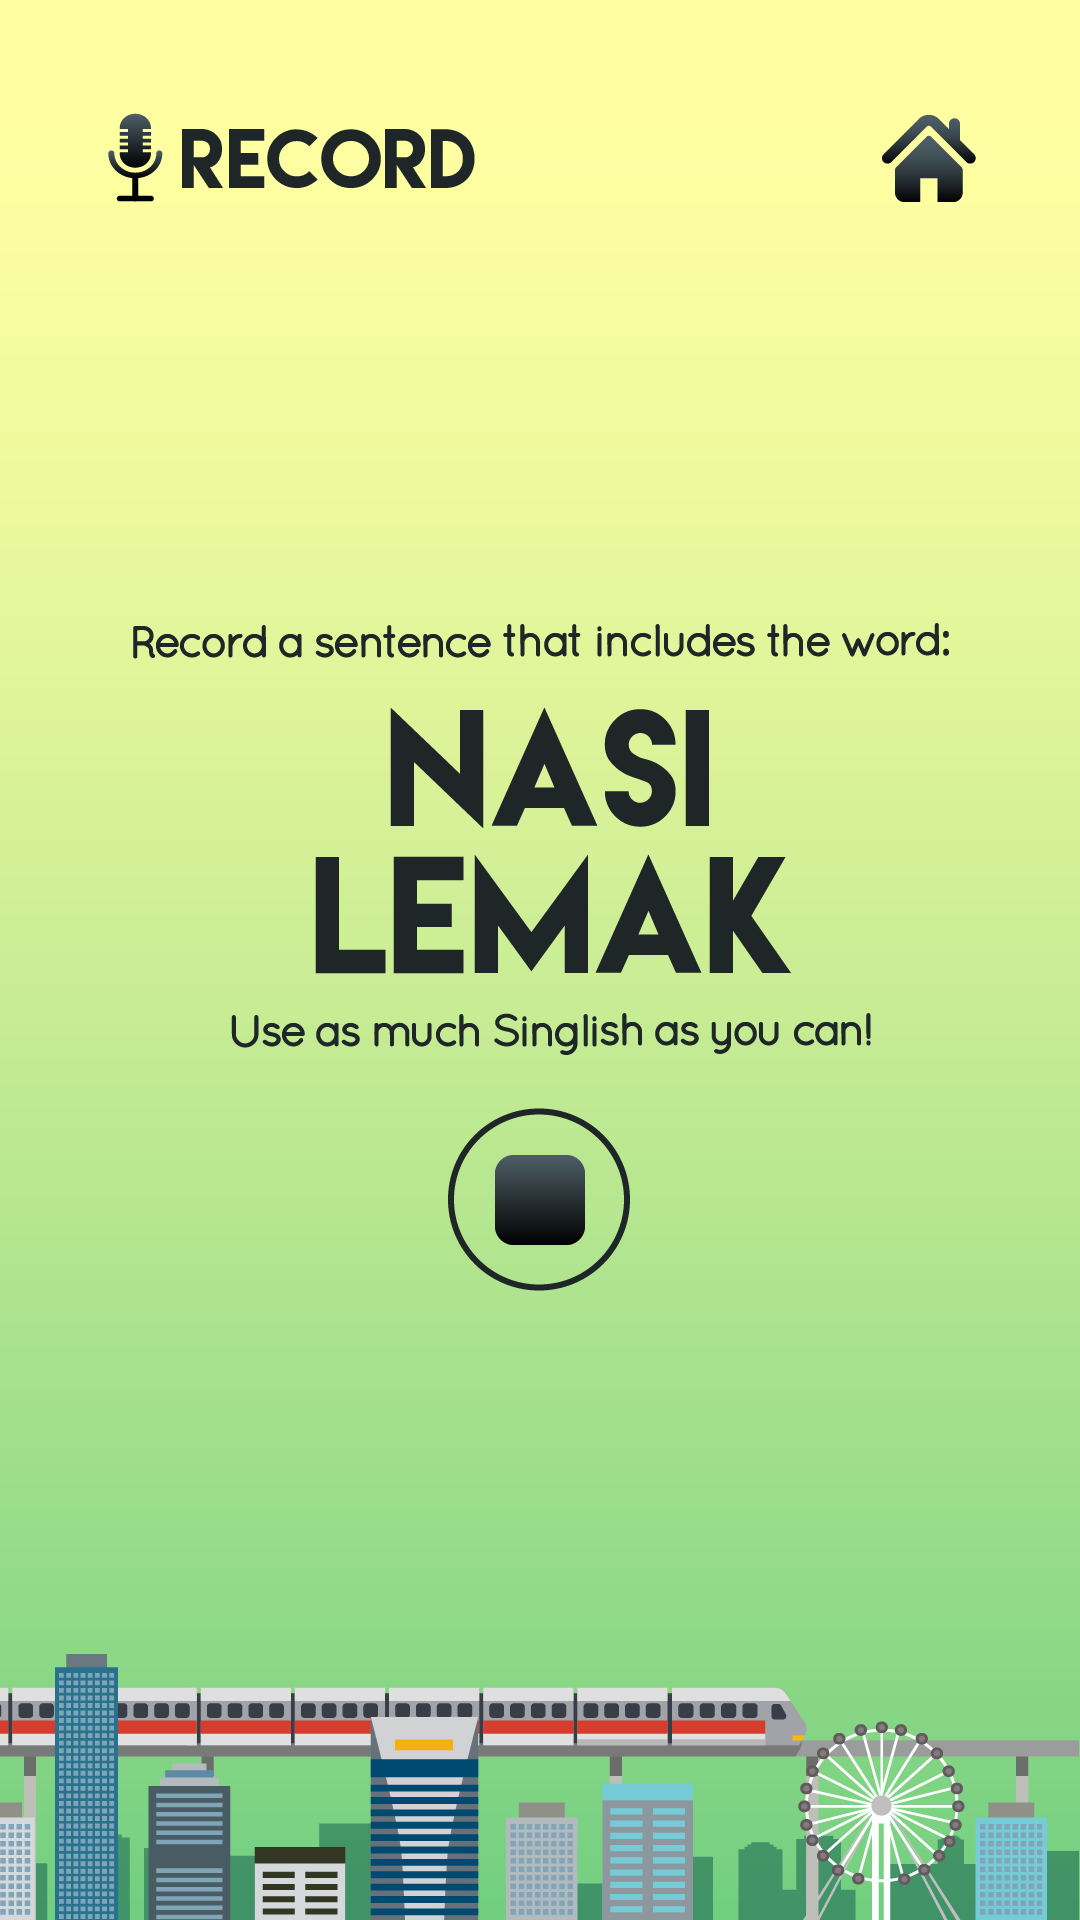 RECORD
Record a sentence that includes the word:
NASI
LEMAK
Use as much Singlish as you can!